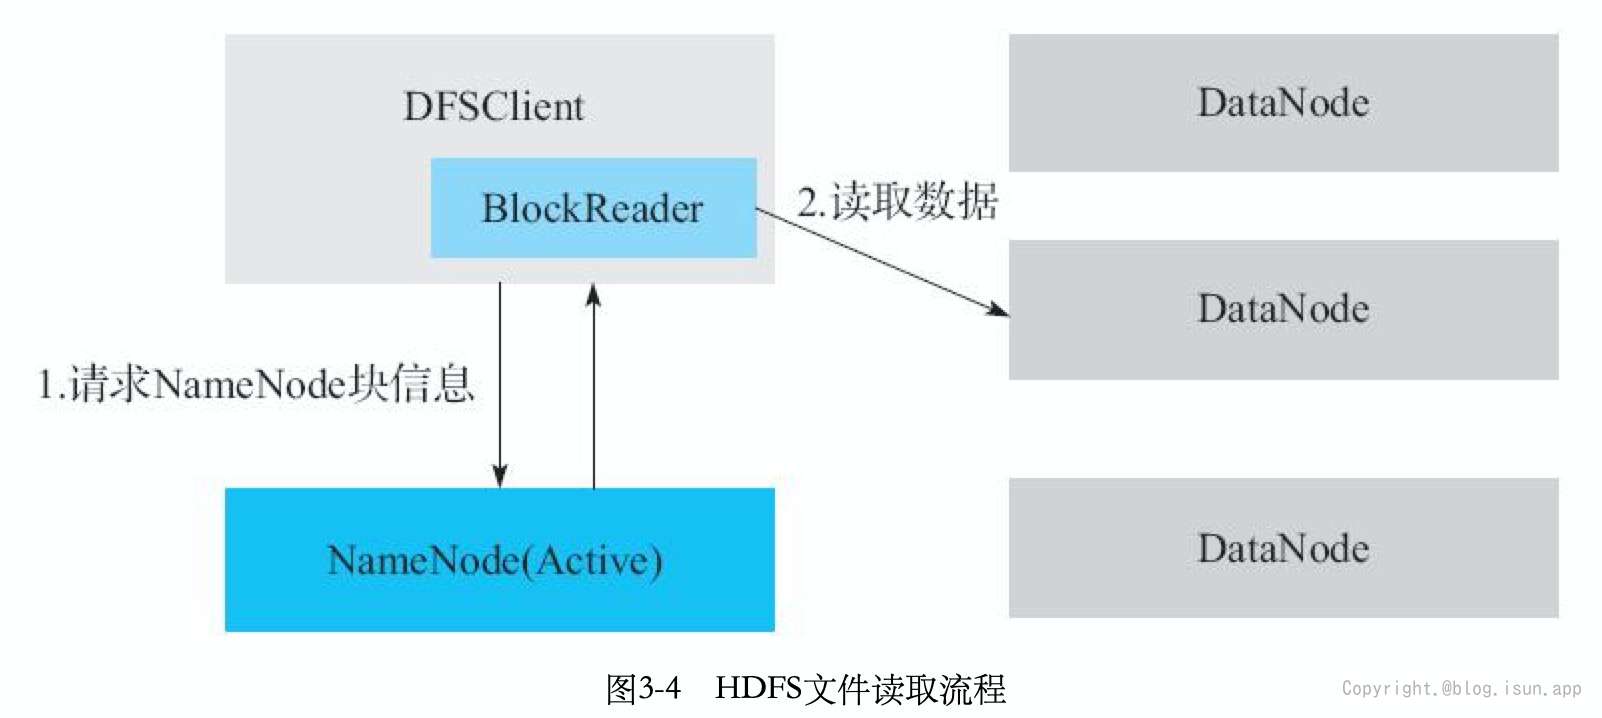 DFSClient
BlockReader
DataNode
2.读取数据
DataNode
1.请求NameNode块信息
NameNode(Active)
DataNode
图3-4 HDFS文件读取流程
Copyright.@blog.isun.app